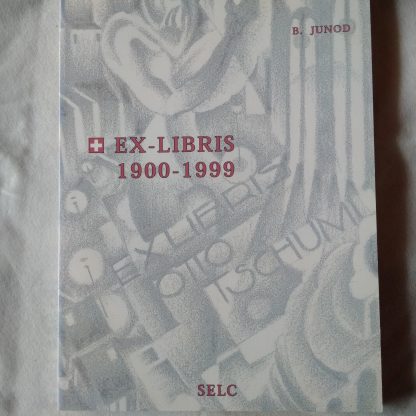 B. JUNOD
EX-LIBRIS
1900-1999
EX LIBRIS
OTTO
TSCHUMI
SELC